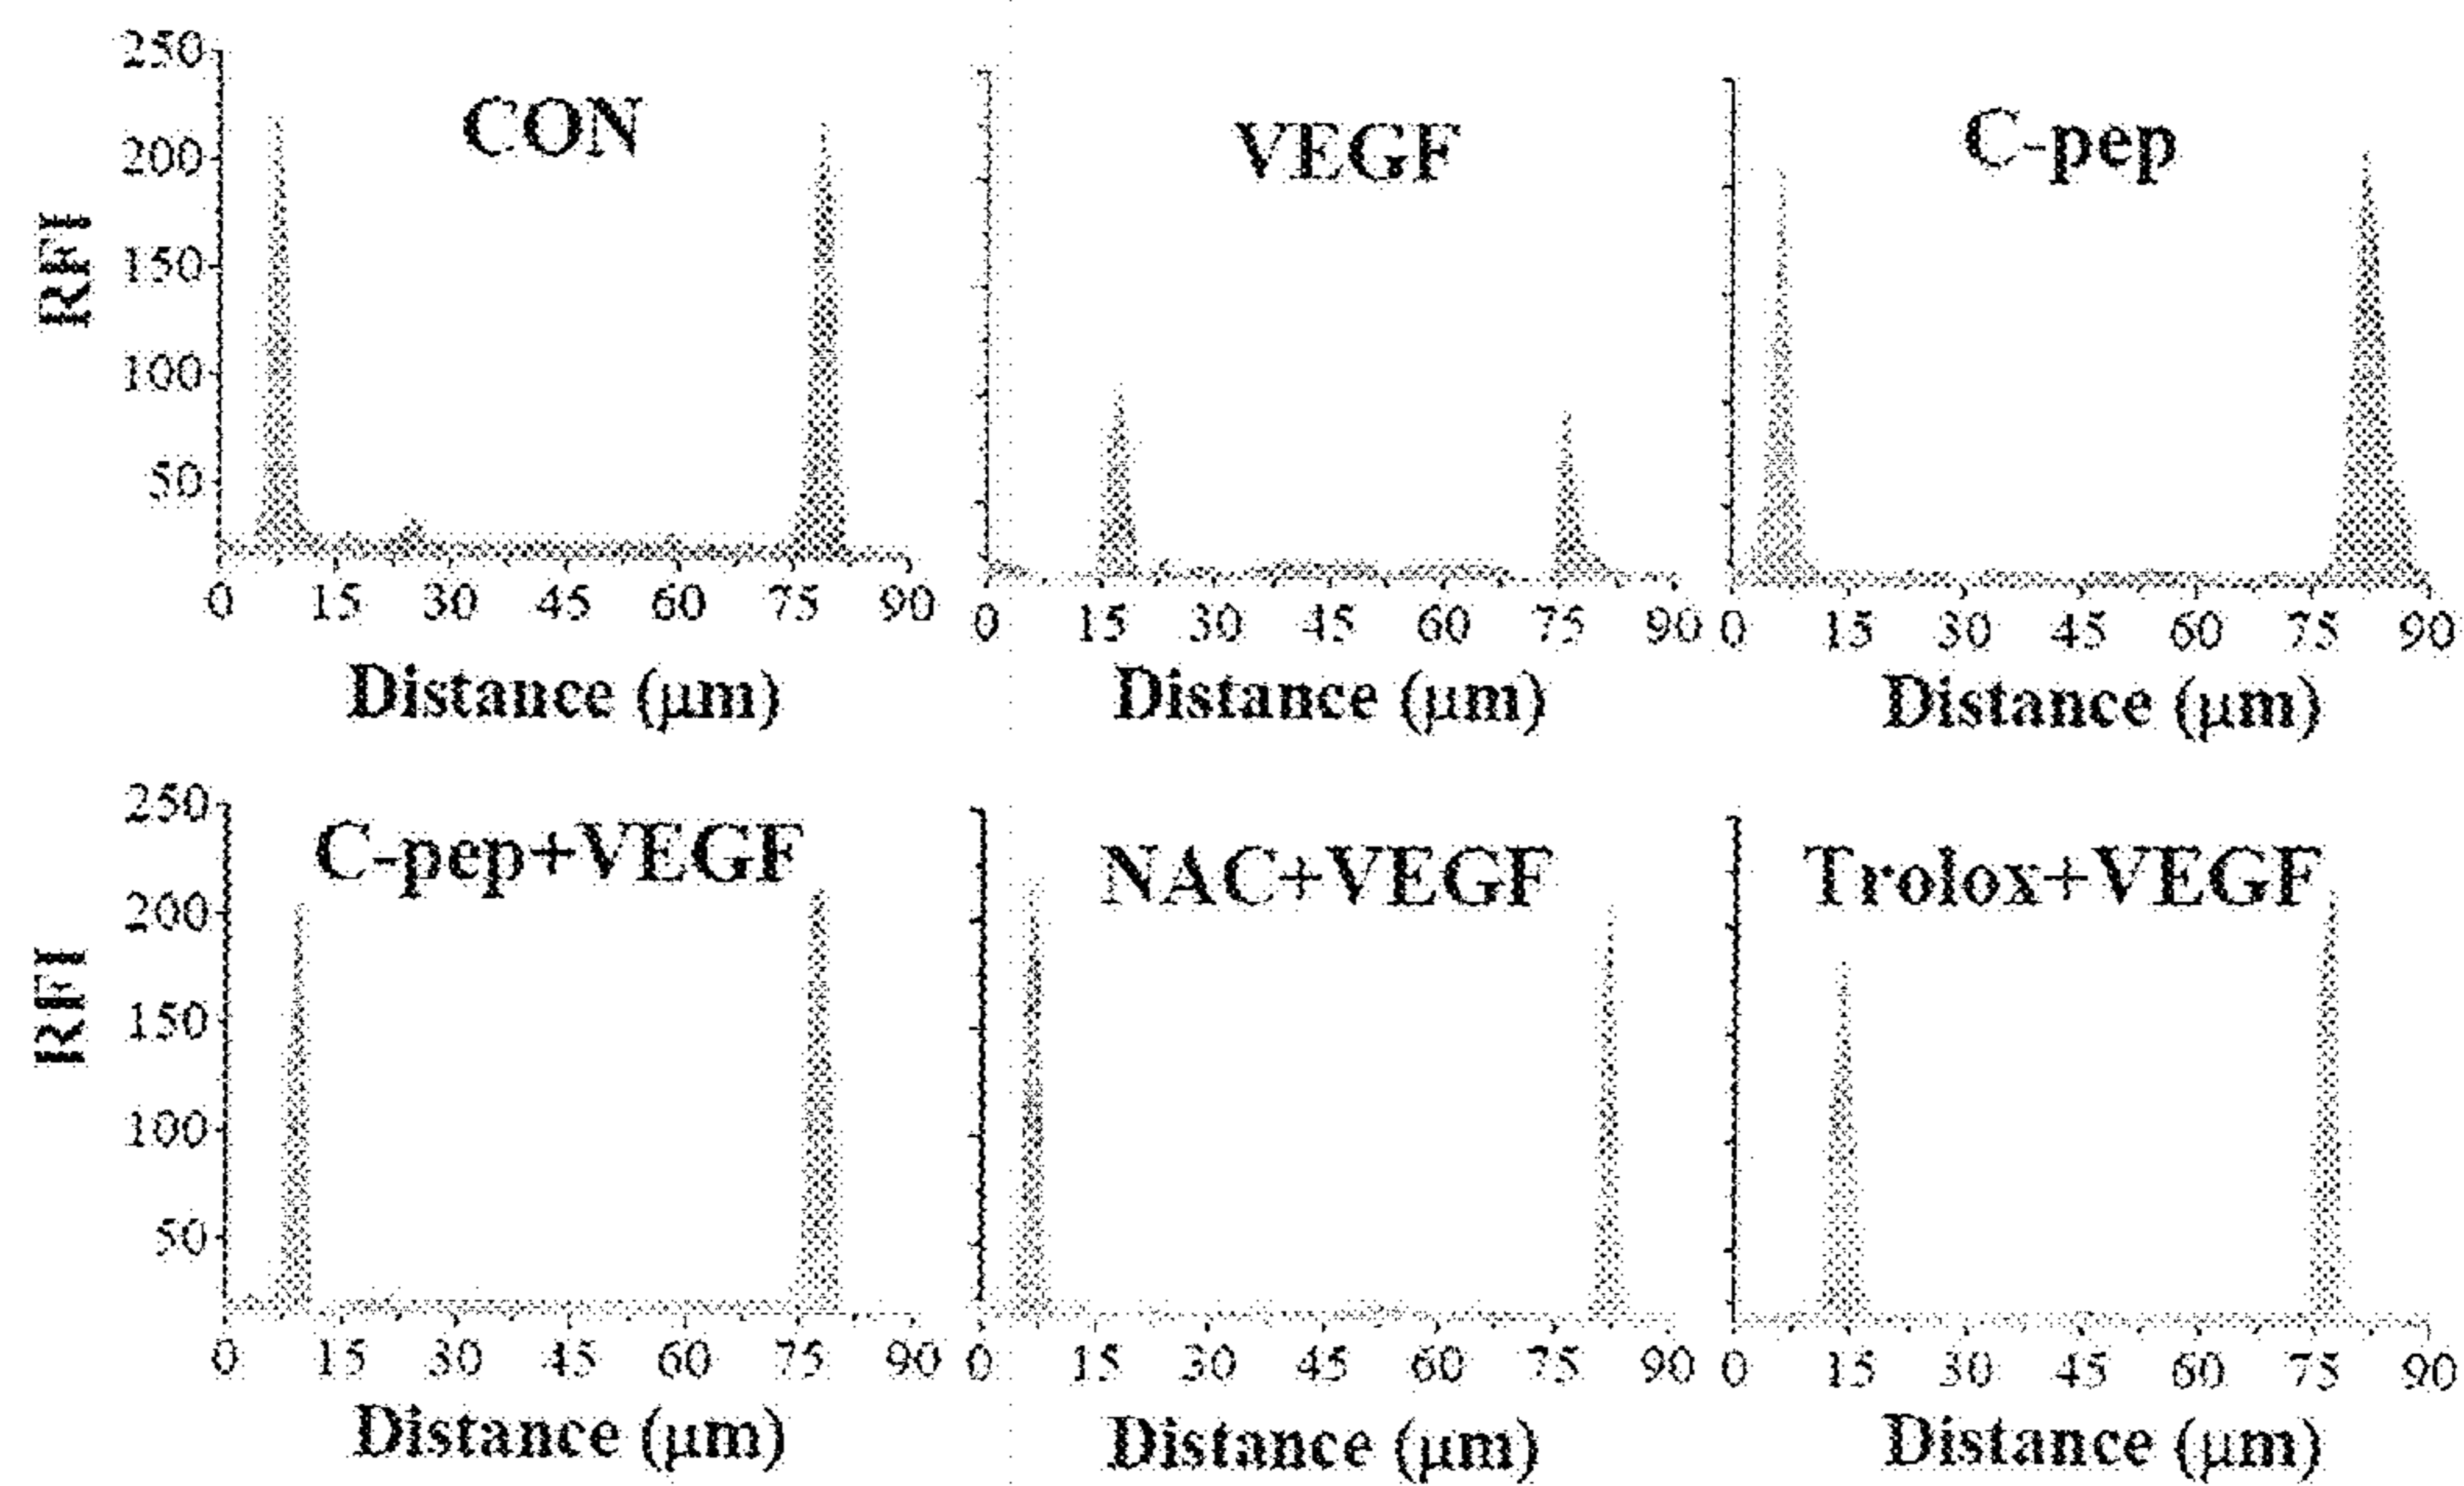 250
CON VEGF C-pep
200
150
RFI
100
50
0 15 30 45 60 75 90 0 15 30 45 60 75 90 0 15 30 45 60 75 90
Distance (μm) Distance (μm) Distance (μm)
250
C-pep+VEGF NAC+VEGF Trolox+VEGF
200
150
RFI
100
50
0 15 30 45 60 75 90 0 15 30 45 60 75 90 0 15 30 45 60 75 90
Distance (μm) Distance (μm) Distance (μm)